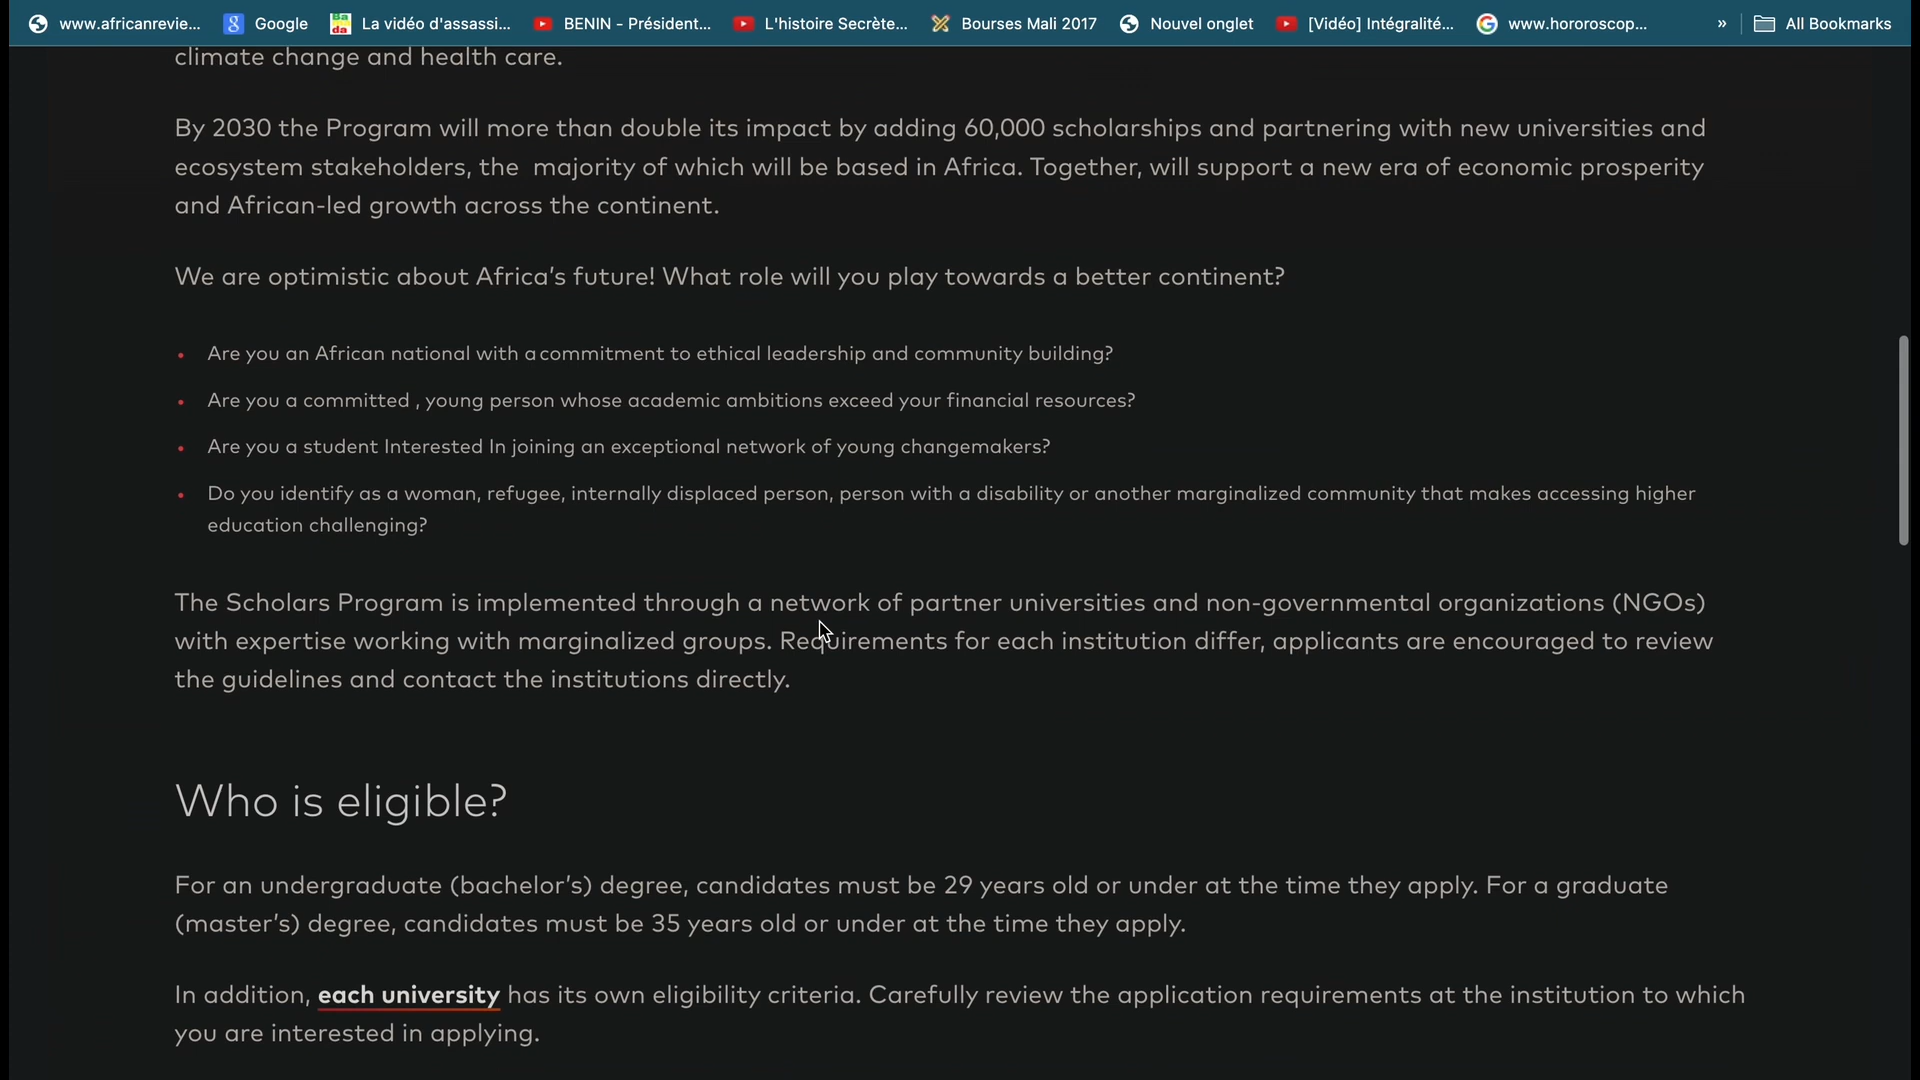 www.africanrevie...
Google
La vidéo d'assassi...
BENIN - Président...
L'histoire Secrète...
Bourses Mali 2017
Nouvel onglet
[Vidéo] Intégralité...
www.hororoscop...
»
All Bookmarks
climate change and health care.
By 2030 the Program will more than double its impact by adding 60,000 scholarships and partnering with new universities and
ecosystem stakeholders, the majority of which will be based in Africa. Together, will support a new era of economic prosperity
and African-led growth across the continent.
We are optimistic about Africa's future! What role will you play towards a better continent?
• Are you an African national with a commitment to ethical leadership and community building?
• Are you a committed , young person whose academic ambitions exceed your financial resources?
• Are you a student Interested In joining an exceptional network of young changemakers?
• Do you identify as a woman, refugee, internally displaced person, person with a disability or another marginalized community that makes accessing higher
education challenging?
The Scholars Program is implemented through a network of partner universities and non-governmental organizations (NGOs)
with expertise working with marginalized groups. Requirements for each institution differ, applicants are encouraged to review
the guidelines and contact the institutions directly.
Who is eligible?
For an undergraduate (bachelor's) degree, candidates must be 29 years old or under at the time they apply. For a graduate
(master's) degree, candidates must be 35 years old or under at the time they apply.
In addition, each university has its own eligibility criteria. Carefully review the application requirements at the institution to which
you are interested in applying.